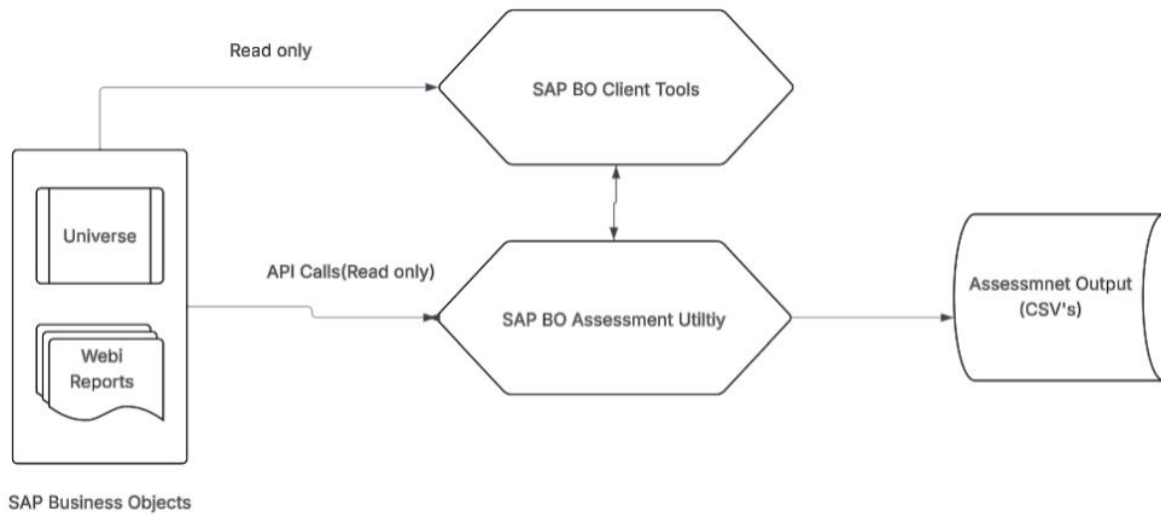 Read only
SAP BO Client Tools
Universe
API Calls(Read only)
Webi
Reports
SAP BO Assessment Utiltiy
Assessmnet Output
(CSV's)
SAP Business Objects